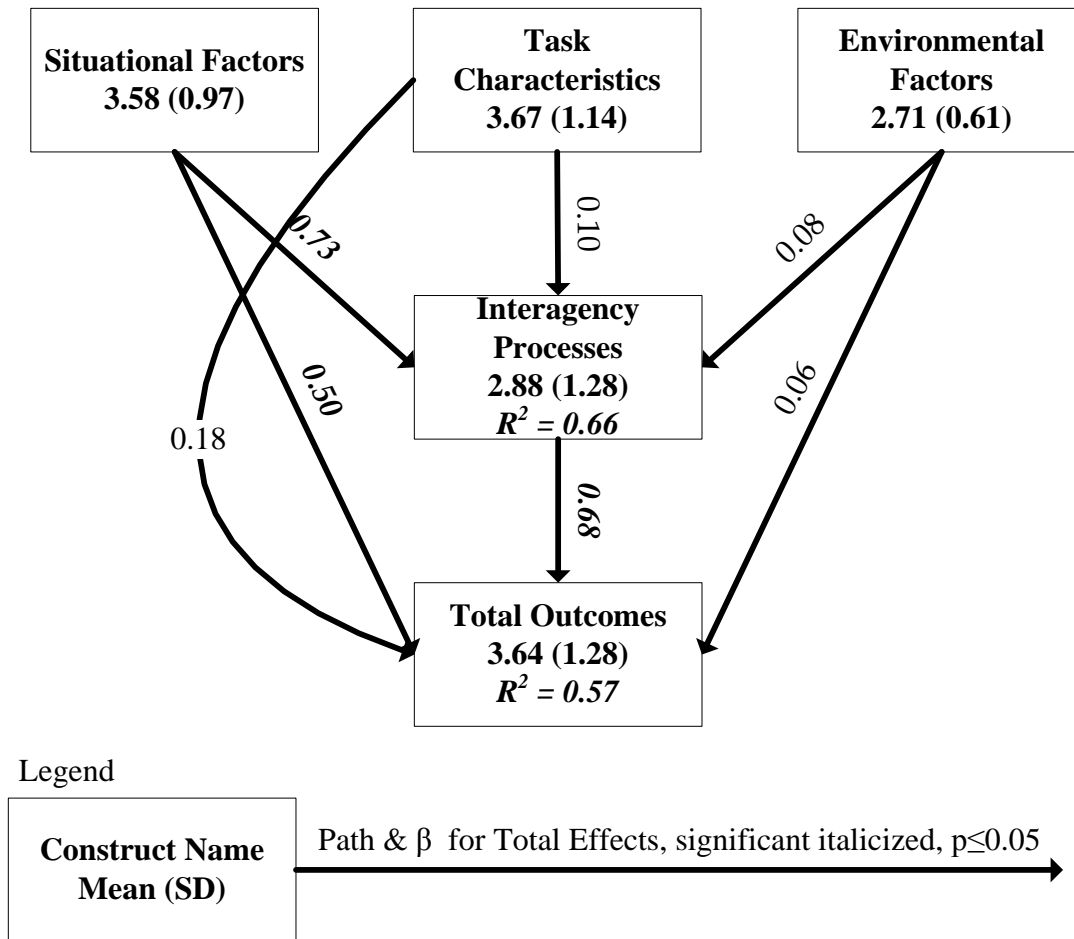 Situational Factors
3.58 (0.97)
Task
Characteristics
3.67 (1.14)
Environmental
Factors
2.71 (0.61)
0.73
0.10
0.08
Interagency
Processes
2.88 (1.28)
R² = 0.66
0.50
0.06
0.18
0.68
Total Outcomes
3.64 (1.28)
R² = 0.57
Legend
Construct Name
Mean (SD)
Path & β for Total Effects, significant italicized, p≤0.05